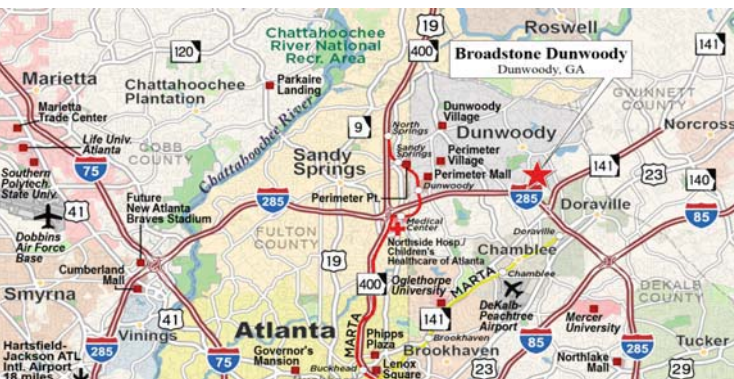 19
Chattahoochee
River National
Recr. Area
400
Roswell
141
120
Broadstone Dunwoody
Dunwoody, GA
Marietta
Chattahoochee
Plantation
Parkaire
Landing
GWINNETT
COUNTY
Marietta
Trade Center
Chattahoochee River
9
North
Springs
Dunwoody
Village
Dunwoody
Norcross
Life Univ.
Atlanta
COBB
COUNTY
Sandy
Springs
Sandy
Springs
Perimeter
Village
141
23
Southern
Polytech.
State Univ.
75
Perimeter Mall
140
Perimeter Pt.
Dunwoody
285
285
41
Future
New Atlanta
Braves Stadium
Doraville
85
Dobbins
Air Force
Base
FULTON
COUNTY
Medical
Center
Doraville
Northside Hosp./
Children's
Healthcare of Atlanta
Chamblee
19
Cumberland
Mall
400
Oglethorpe
University
MARTA
Chamblee
DEKALB
COUNTY
Smyrna
DeKalb-
Peachtree
Airport
141
Mercer
University
41
Vinings
Atlanta
MARTA
Phipps
Plaza
Brookhaven
Tucker
Hartsfield-
Jackson ATL
Intl. Airport
18 miles
285
75
Governor's
Mansion
Buckhead
Lenox
Square
Brookhaven
23
85
Northlake
Mall
285
29